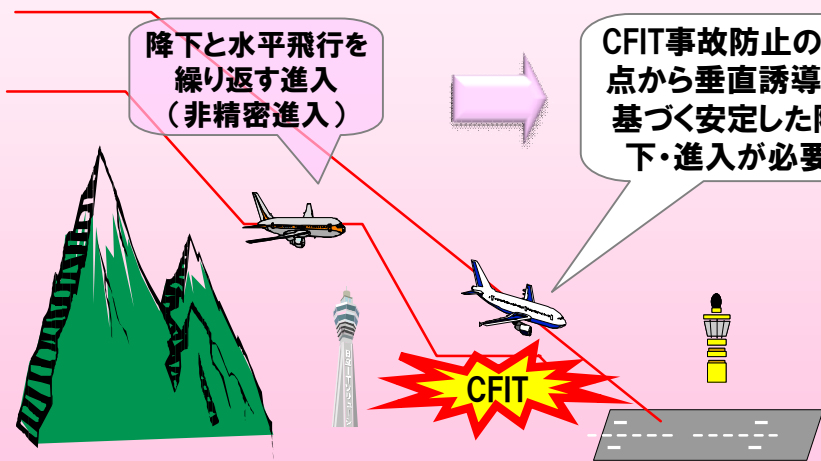 降下と水平飛行を
繰り返す進入
（非精密進入）
CFIT事故防止の
点から垂直誘導
基づく安定した
下・進入が必要
CFIT